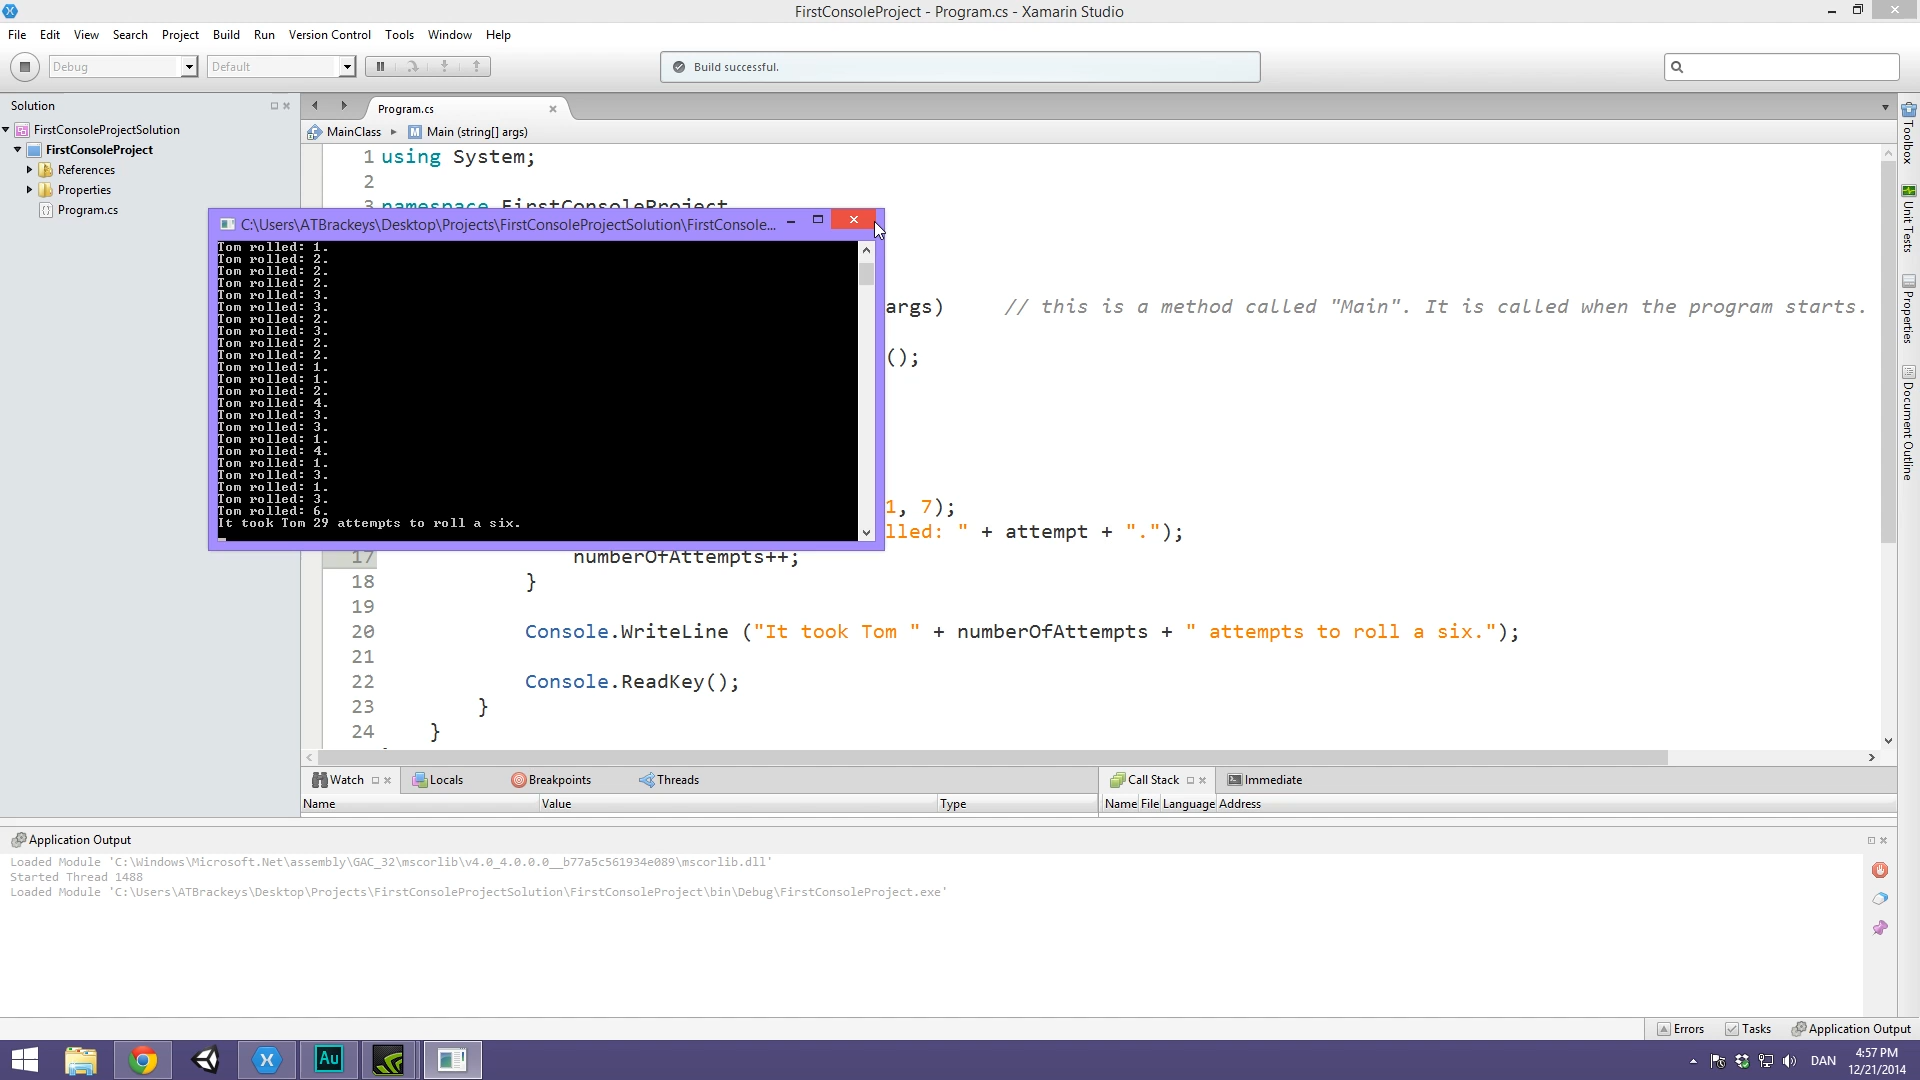 FirstConsoleProject - Program.cs - Xamarin Studio
File Edit View Search Project Build Run Version Control Tools Window Help
Debug Default Build successful.
Solution
FirstConsoleProjectSolution
FirstConsoleProject
References
Properties
Program.cs
Program.cs
MainClass Main (string[] args)
1 using System;
2
3 namespace FirstConsoleProject
C:\Users\ATBrackeys\Desktop\Projects\FirstConsoleProjectSolution\FirstConsole...
Tom rolled: 1.
Tom rolled: 2.
Tom rolled: 2.
Tom rolled: 2.
Tom rolled: 3.
Tom rolled: 3.
Tom rolled: 2.
Tom rolled: 3.
Tom rolled: 2.
Tom rolled: 2.
Tom rolled: 1.
Tom rolled: 1.
Tom rolled: 2.
Tom rolled: 4.
Tom rolled: 3.
Tom rolled: 3.
Tom rolled: 1.
Tom rolled: 4.
Tom rolled: 1.
Tom rolled: 3.
Tom rolled: 1.
Tom rolled: 3.
Tom rolled: 6.
It took Tom 29 attempts to roll a six.
args) // this is a method called "Main". It is called when the program starts.
();
1, 7);
lled: " + attempt + ".");
17 numberOfAttempts++;
18 }
19
20 Console.WriteLine ("It took Tom " + numberOfAttempts + " attempts to roll a six.");
21
22 Console.ReadKey();
23 }
24 }
Toolbox
Unit Tests
Properties
Document Outline
Watch Locals Breakpoints Threads Call Stack Immediate
Name Value Type Name File Language Address
Application Output
Loaded Module 'C:\Windows\Microsoft.Net\assembly\GAC_32\mscorlib\v4.0_4.0.0.0__b77a5c561934e089\mscorlib.dll'
Started Thread 1488
Loaded Module 'C:\Users\ATBrackeys\Desktop\Projects\FirstConsoleProjectSolution\FirstConsoleProject\bin\Debug\FirstConsoleProject.exe'
Errors Tasks Application Output
Au
DAN
4:57 PM
12/21/2014